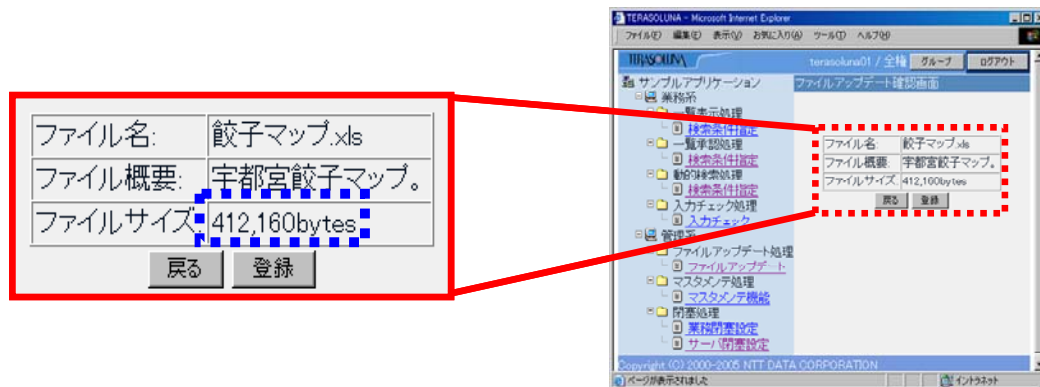 ファイル名: 餃子マップ.xls
ファイル概要: 宇都宮餃子マップ。
ファイルサイズ: 412,160bytes
戻る 登録
TERASOLUNA - Microsoft Internet Explorer
ファイル(F) 編集(E) 表示(V) お気に入り(A) ツール(T) ヘルプ(H)
TERASOLUNA terasoluna01 / 全権 グループ ログアウト
サンプルアプリケーション ファイルアップデート確認画面
業務系
一覧表示処理
検索条件指定
一覧承認処理
検索条件指定
動的検索処理
検索条件指定
入力チェック処理
入力チェック
管理系
ファイルアップデート処理
ファイルアップデート
マスタメンテ処理
マスタメンテ機能
閉塞処理
業務閉塞設定
サーバ閉塞設定
ファイル名: 餃子マップ.xls
ファイル概要: 宇都宮餃子マップ。
ファイルサイズ: 412,160bytes
戻る 登録
Copyright (C) 2000-2005 NTT DATA CORPORATION
ページが表示されました イントラネット